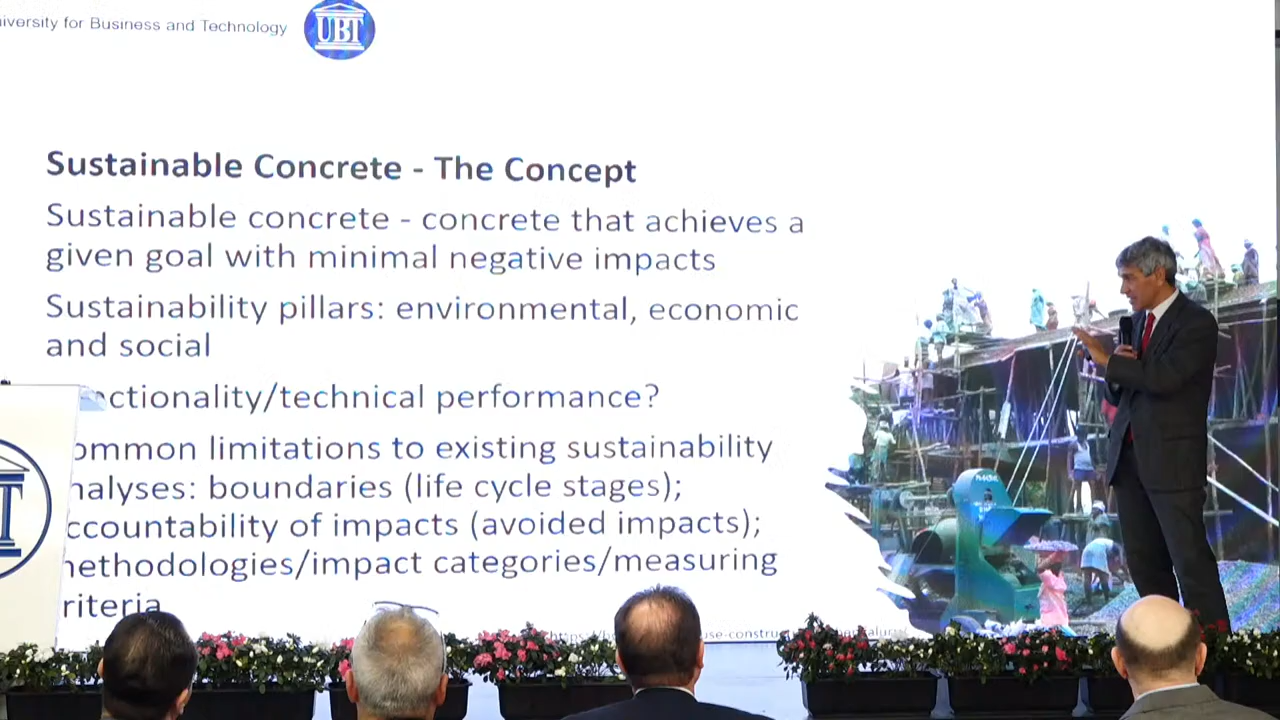 iversity for Business and Technology
UBT
Sustainable Concrete - The Concept
Sustainable concrete - concrete that achieves a
given goal with minimal negative impacts
Sustainability pillars: environmental, economic
and social
ctionality/technical performance?
ommon limitations to existing sustainability
nalyses: boundaries (life cycle stages);
ccountability of impacts (avoided impacts);
nethodologies/impact categories/measuring
riteria
T